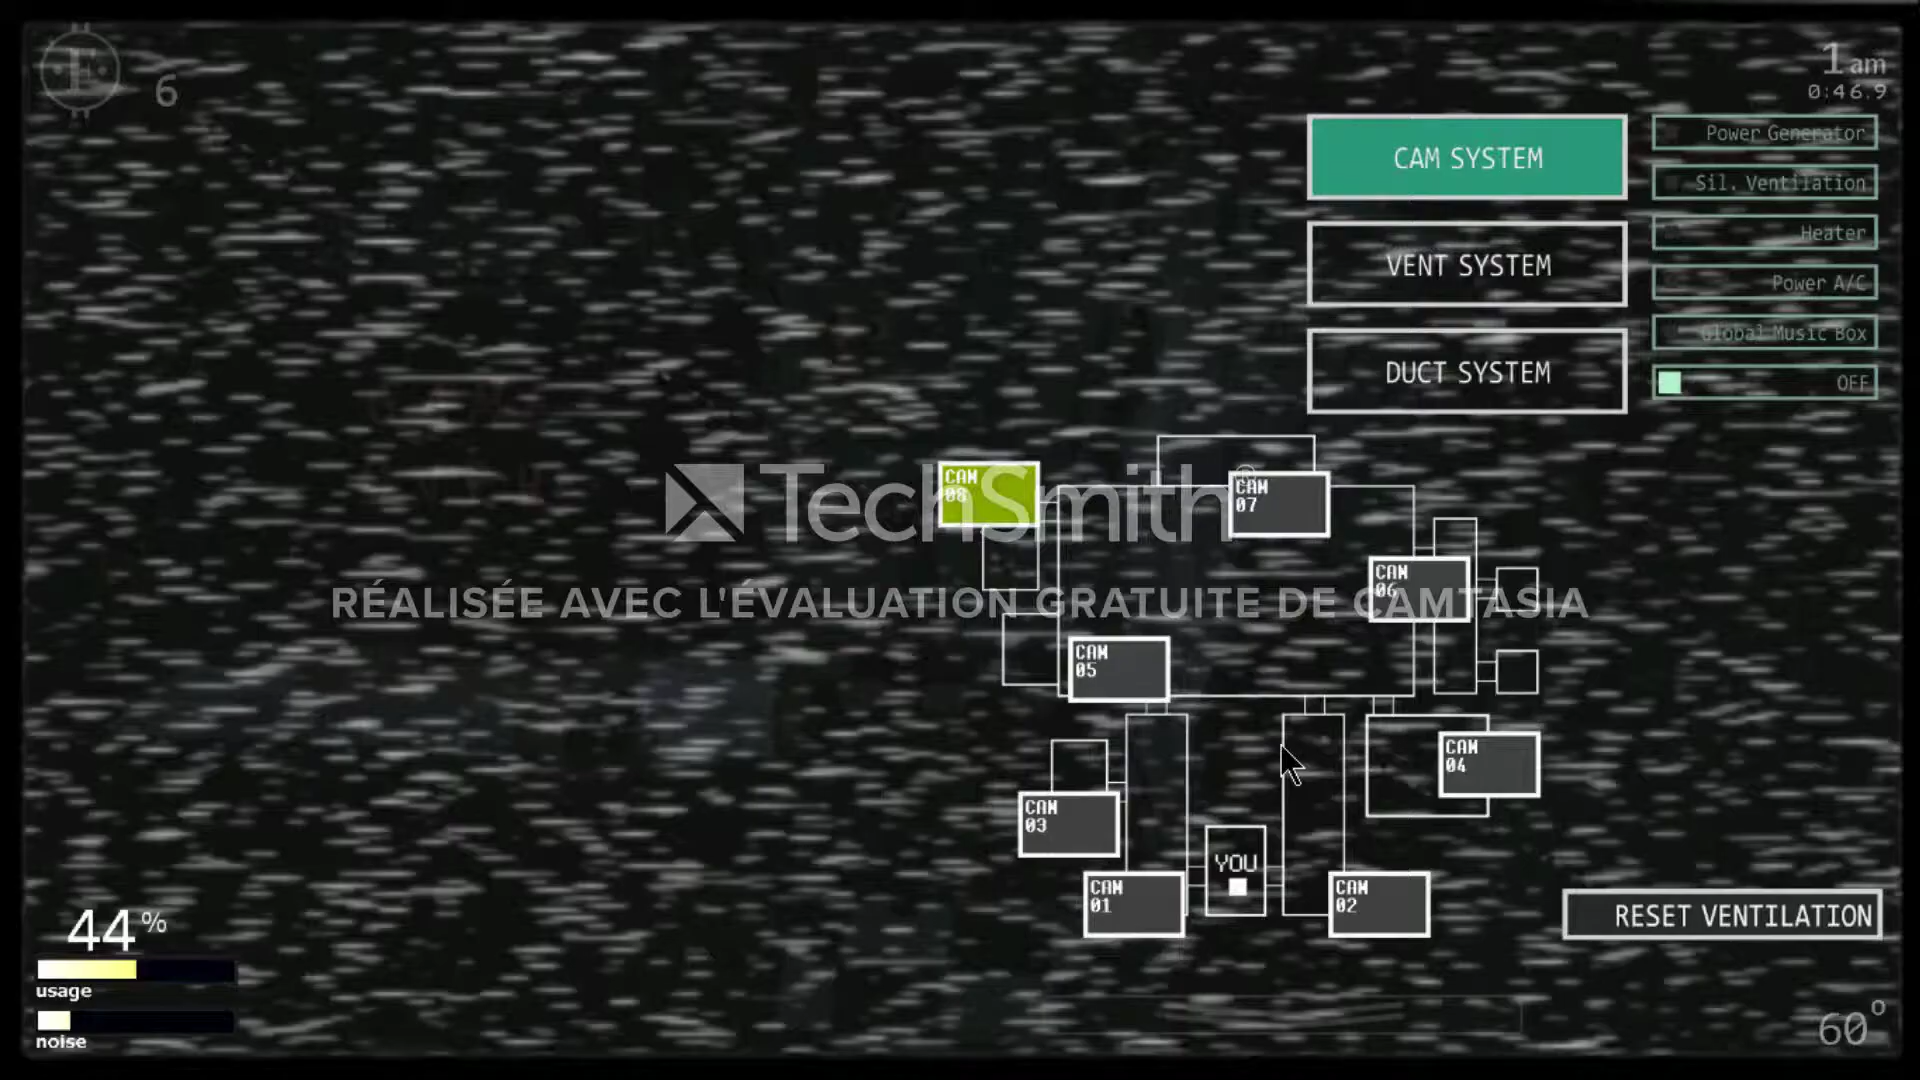 6
1 am
0:46.9
CAM SYSTEM
VENT SYSTEM
DUCT SYSTEM
Power Generator
Sil. Ventilation
Heater
Power A/C
Global Music Box
OFF
CAM 08
CAM 07
TechSmith®
CAM 06
RÉALISÉE AVEC L'ÉVALUATION GRATUITE DE CAMTASIA
CAM 05
CAM 04
CAM 03
YOU
CAM 01
CAM 02
RESET VENTILATION
44%
usage
noise
60°